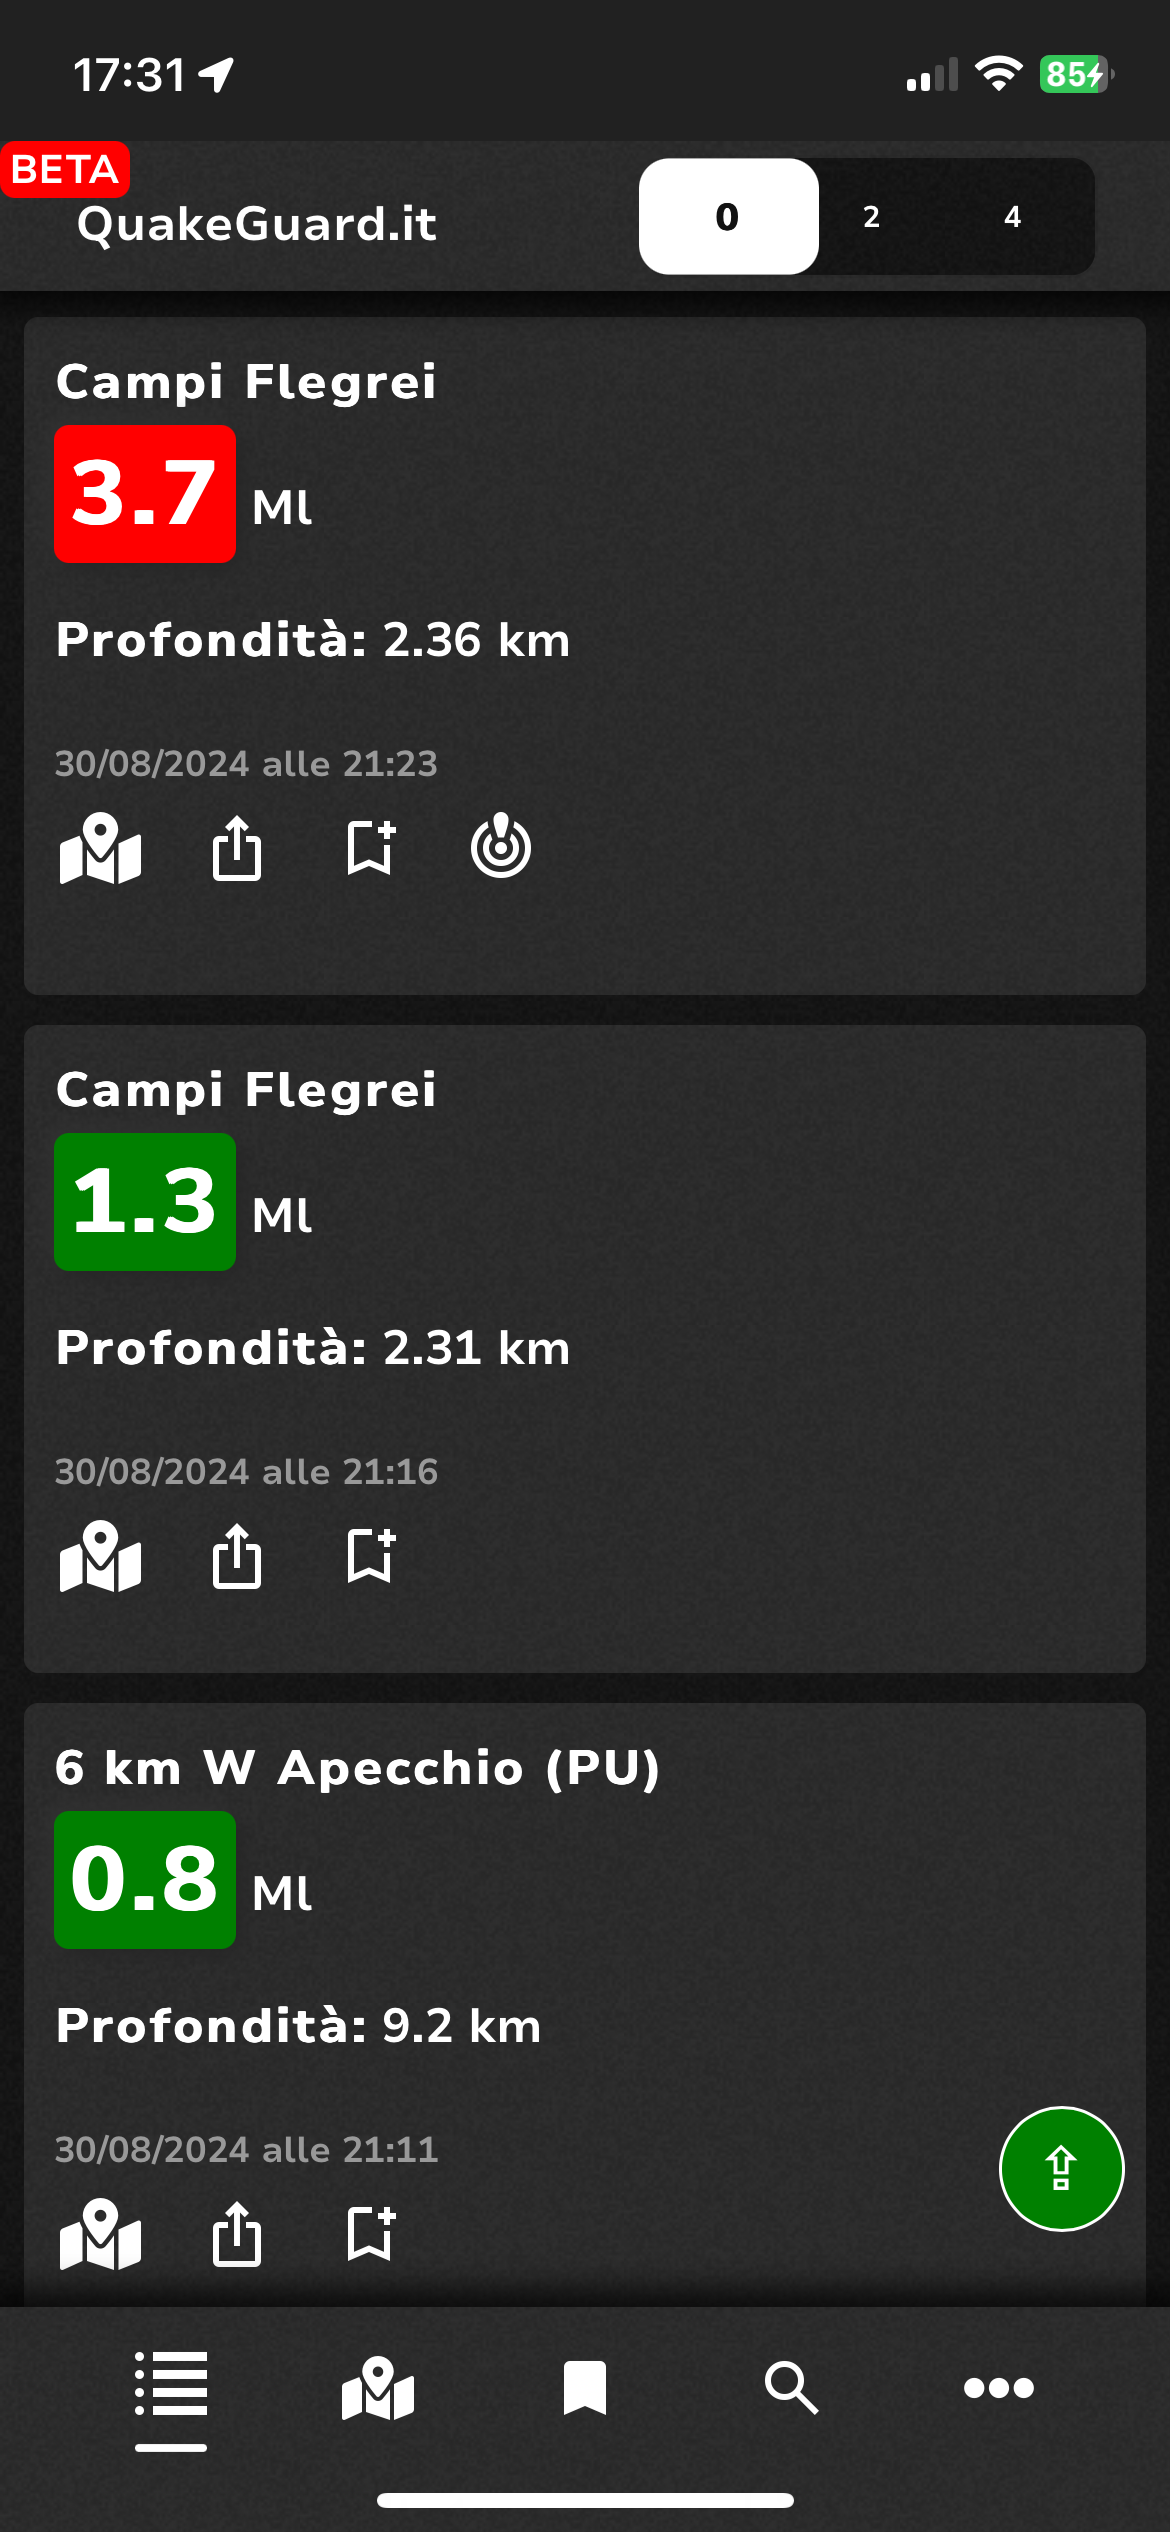 17:31
85
BETA
QuakeGuard.it
0 2 4
Campi Flegrei
3.7 Ml
Profondità: 2.36 km
30/08/2024 alle 21:23
Campi Flegrei
1.3 Ml
Profondità: 2.31 km
30/08/2024 alle 21:16
6 km W Apecchio (PU)
0.8 Ml
Profondità: 9.2 km
30/08/2024 alle 21:11